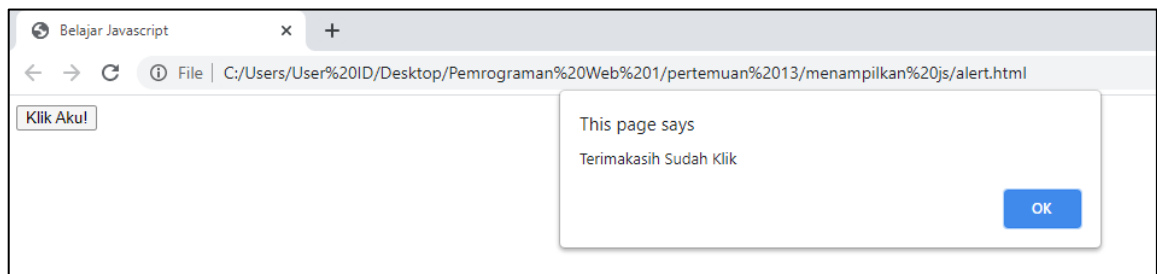 Belajar Javascript
File | C:/Users/User%20ID/Desktop/Pemrograman%20Web%201/pertemuan%2013/menampilkan%20js/alert.html
Klik Aku!
This page says
Terimakasih Sudah Klik
OK